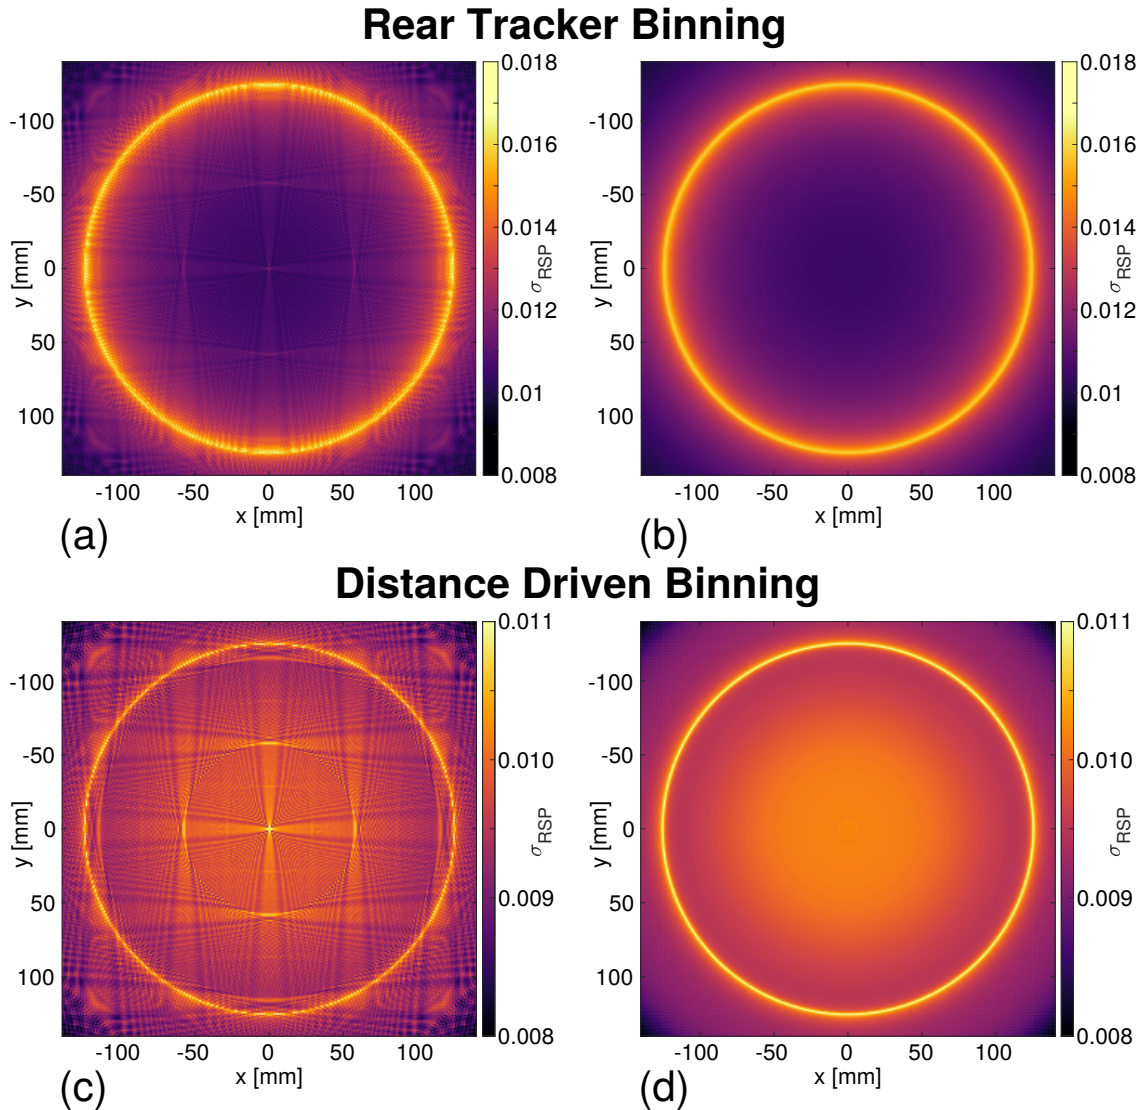 Rear Tracker Binning
-100
-50
0
50
100
y [mm]
-100 -50 0 50 100
x [mm]
0.018
0.016
0.014
0.012
0.01
0.008
σRSP
(a)
-100
-50
0
50
100
y [mm]
-100 -50 0 50 100
x [mm]
0.018
0.016
0.014
0.012
0.01
0.008
σRSP
(b)
Distance Driven Binning
-100
-50
0
50
100
y [mm]
-100 -50 0 50 100
x [mm]
0.011
0.010
0.009
0.008
σRSP
(c)
-100
-50
0
50
100
y [mm]
-100 -50 0 50 100
x [mm]
0.011
0.010
0.009
0.008
σRSP
(d)